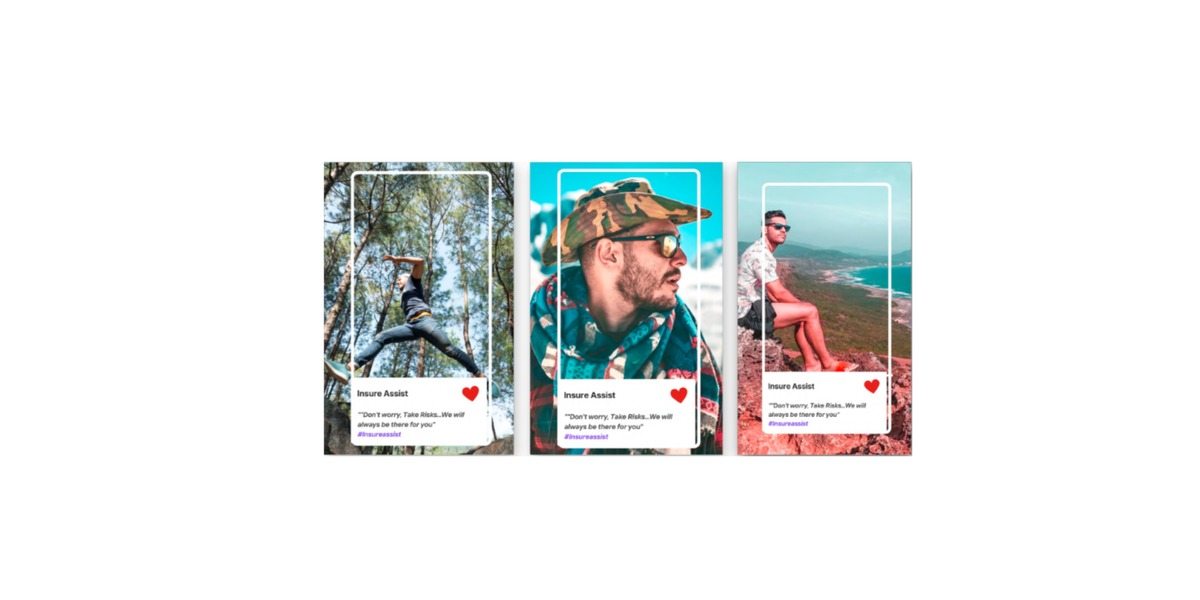 Insure Assist
""Don't worry, Take Risks...We will
always be there for you"
#Insureassist
Insure Assist
""Don't worry, Take Risks...We will
always be there for you"
#Insureassist
Insure Assist
""Don't worry, Take Risks...We will
always be there for you"
#Insureassist